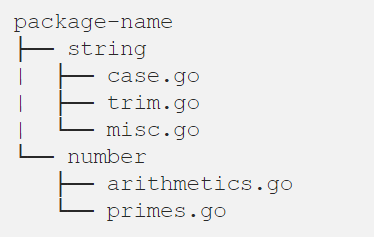 package-name
├── string
|   ├── case.go
|   ├── trim.go
|   └── misc.go
└── number
    ├── arithmetics.go
    └── primes.go